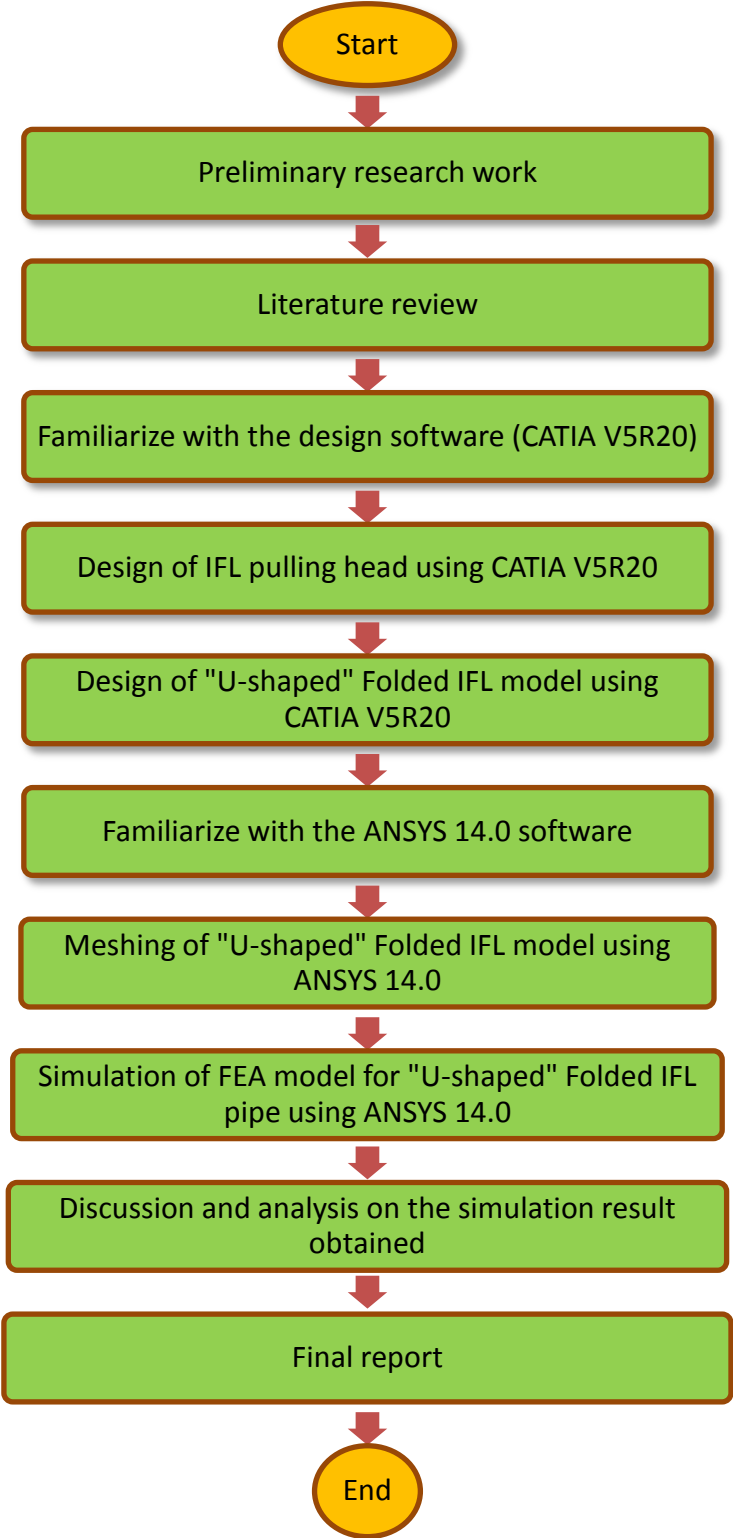 Start
Preliminary research work
Literature review
Familiarize with the design software (CATIA V5R20)
Design of IFL pulling head using CATIA V5R20
Design of "U-shaped" Folded IFL model using
CATIA V5R20
Familiarize with the ANSYS 14.0 software
Meshing of "U-shaped" Folded IFL model using
ANSYS 14.0
Simulation of FEA model for "U-shaped" Folded IFL
pipe using ANSYS 14.0
Discussion and analysis on the simulation result
obtained
Final report
End